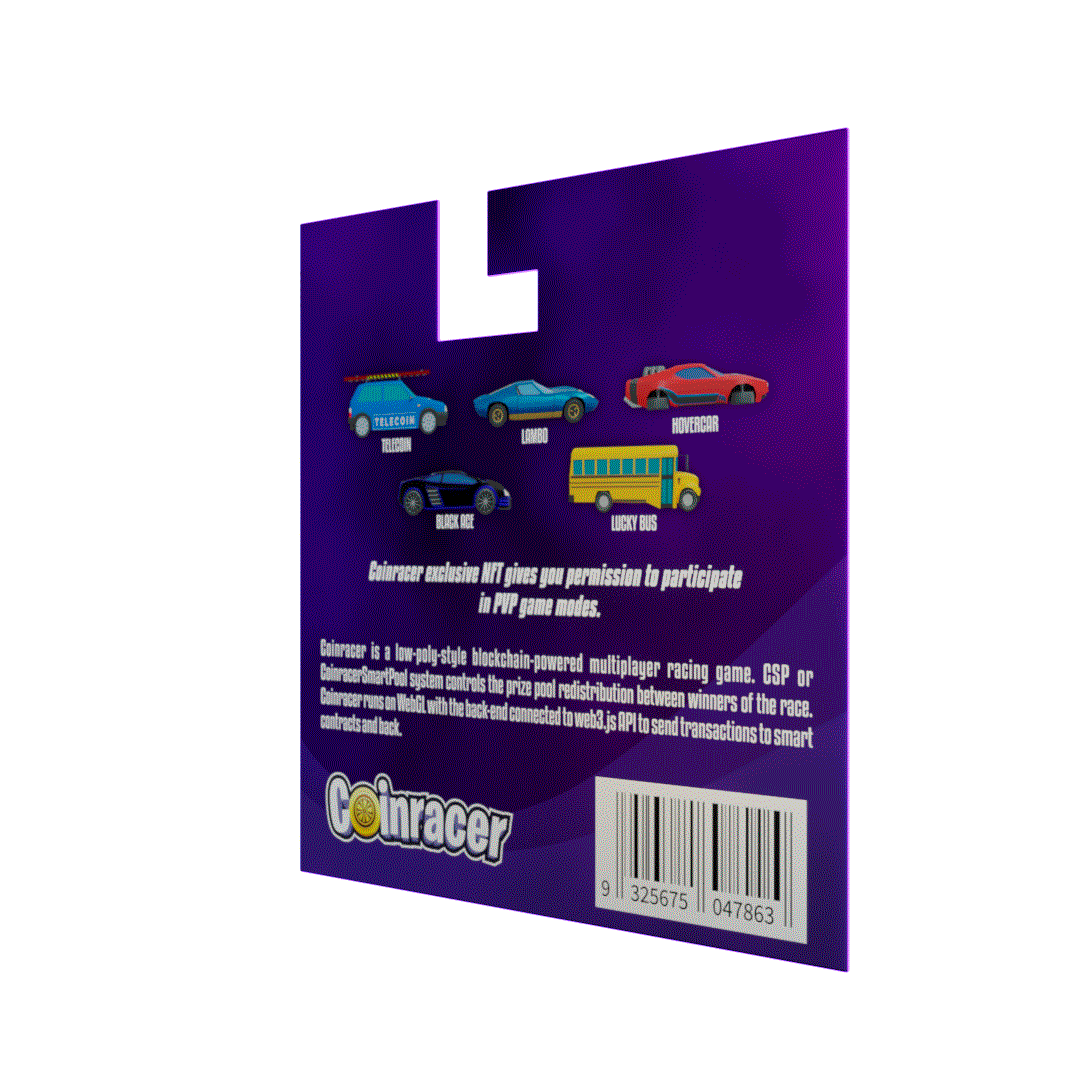 TELECOIN
TELECOIN
LAMBO
HOVERCAR
BLACK ACE
LUCKY BUS
Coinracer exclusive NFT gives you permission to participate
in PVP game modes.
Coinracer is a low-poly-style blockchain-powered multiplayer racing game. CSP or
CoinracerSmartPool system controls the prize pool redistribution between winners of the race.
Coinracer runs on WebGL with the back-end connected to web3.js API to send transactions to smart
contracts and back.
Coinracer
9 325675 047863